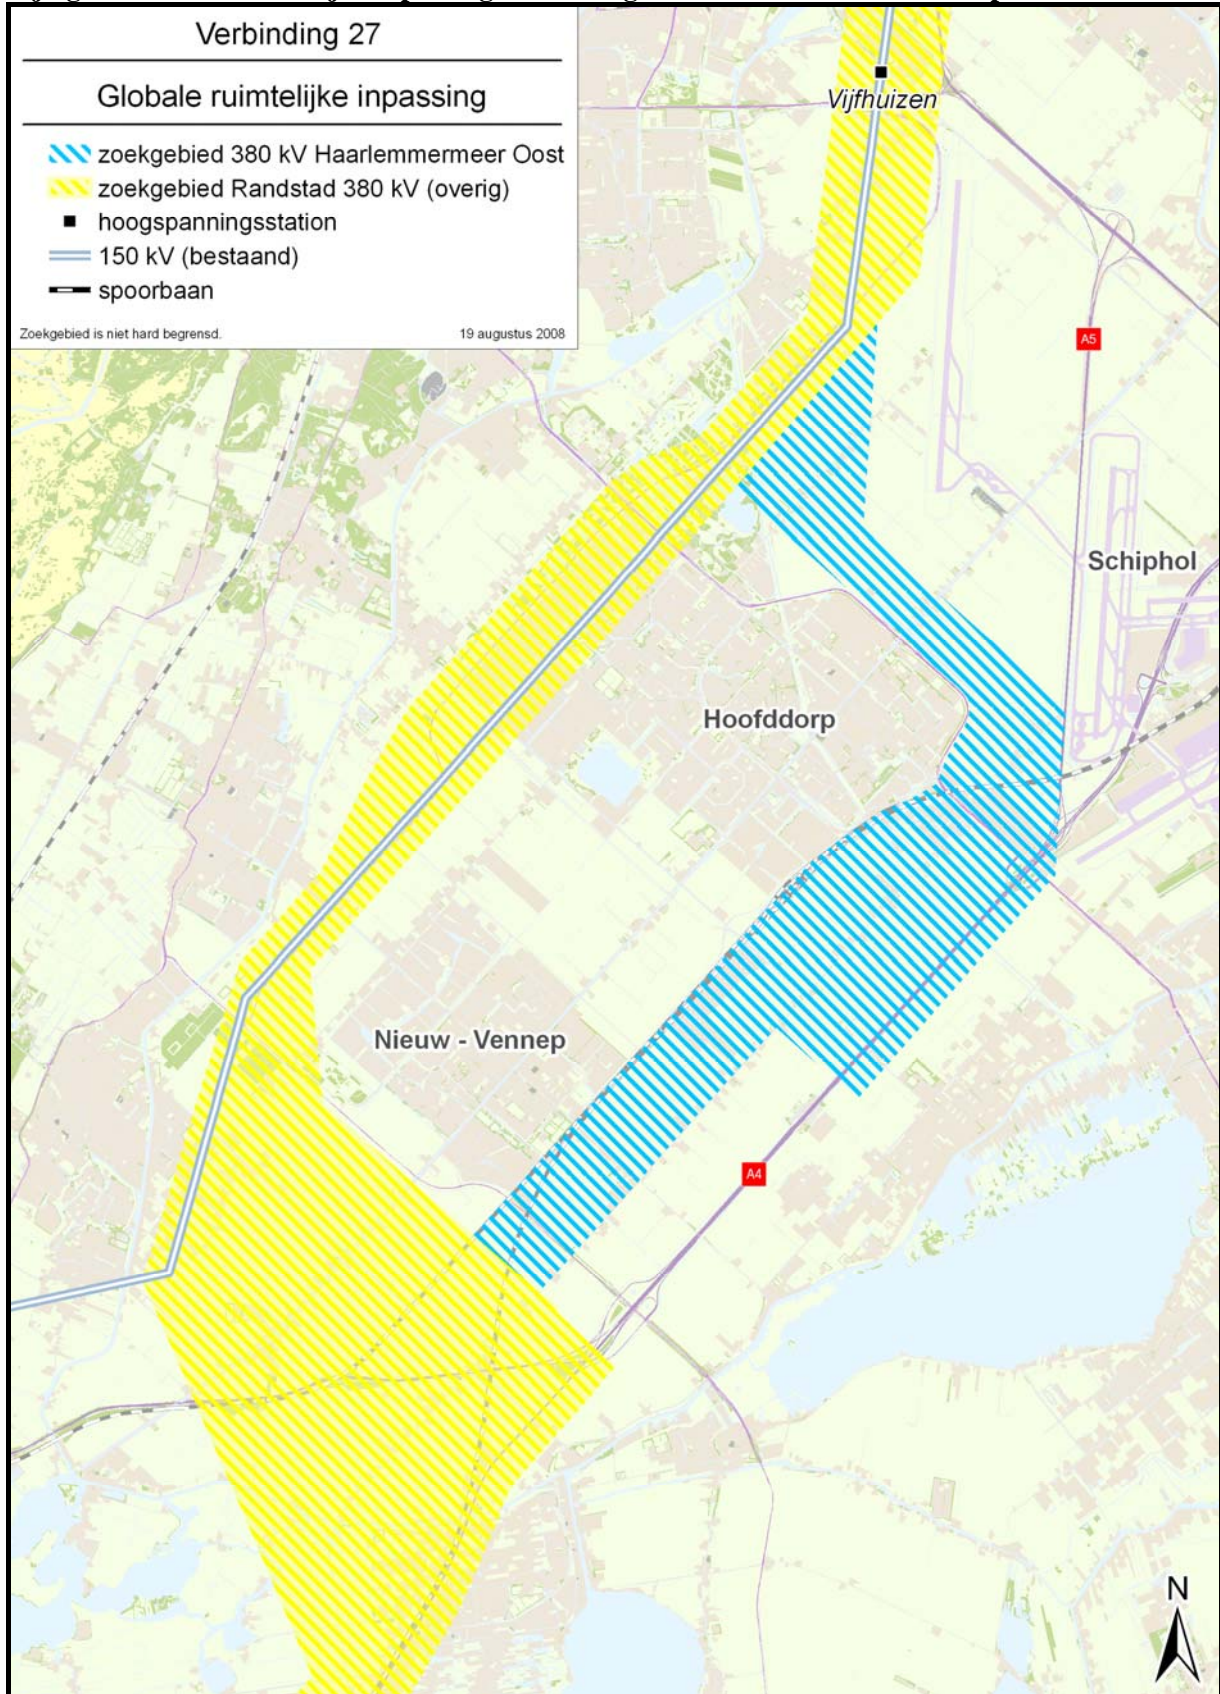 Verbinding 27
Globale ruimtelijke inpassing
zoekgebied 380 kV Haarlemmermeer Oost
zoekgebied Randstad 380 kV (overig)
hoogspanningsstation
150 kV (bestaand)
spoorbaan
Zoekgebied is niet hard begrensd. 19 augustus 2008
Vijfhuizen
A5
Schiphol
Hoofddorp
Nieuw - Vennep
A4
N